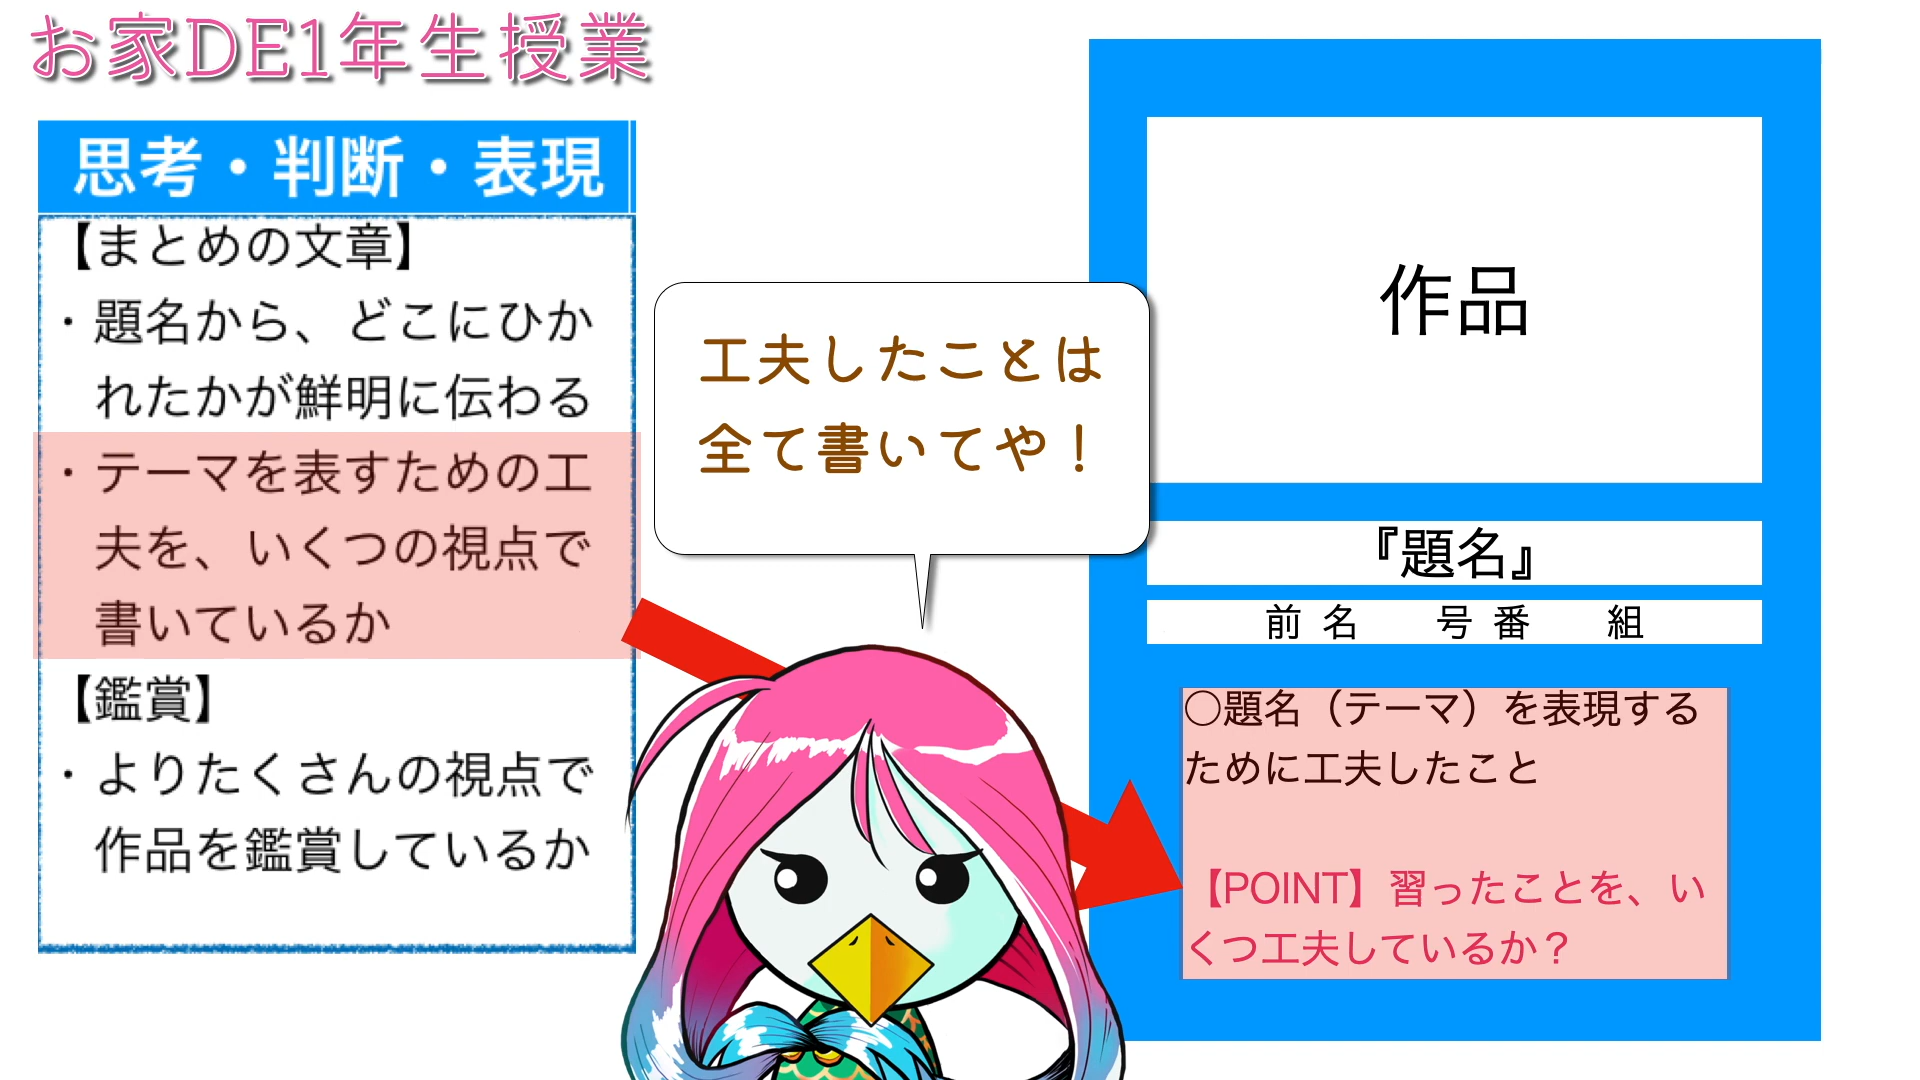 お家DE1年生授業
思考・判断・表現
【まとめの文章】
・題名から、どこにひか
れたかが鮮明に伝わる
・テーマを表すための工
夫を、いくつの視点で
書いているか
【鑑賞】
・よりたくさんの視点で
作品を鑑賞しているか
工夫したことは
全て書いてや！
作品
『題名』
前名　号番　組
○題名（テーマ）を表現する
ために工夫したこと
【POINT】習ったことを、い
くつ工夫しているか？